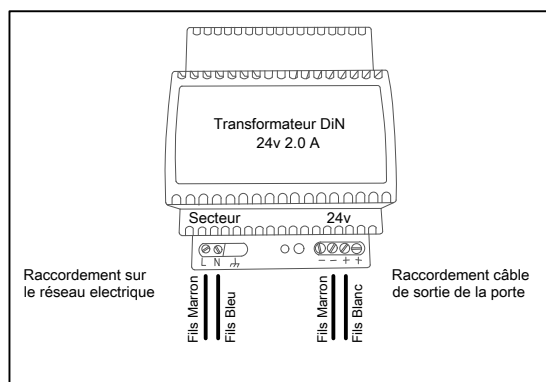 Transformateur DiN
24v 2.0 A
Secteur
24v
L N
− − + +
Raccordement sur
le réseau electrique
Fils Marron
Fils Bleu
Fils Marron
Fils Blanc
Raccordement câble
de sortie de la porte